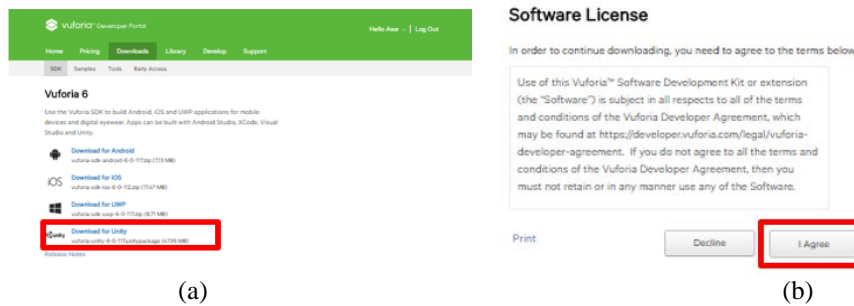 vuforia™ Developer Portal
Hello Awe Log Out
Home Pricing Downloads Library Develop Support
SDK Samples Tools Early Access
Vuforia 6
Use the Vuforia SDK to build Android, iOS and UWP applications for mobile
devices and digital eyewear. Apps can be built with Android Studio, XCode, Visual
Studio and Unity.
Download for Android
vuforia-sdk-android-6-0-117.zip
iOS Download for iOS
Download for UWP
unity Download for Unity
Release Notes
(a)
Software License
In order to continue downloading, you need to agree to the terms below
Use of this Vuforia™ Software Development Kit or extension
(the "Software") is subject in all respects to all of the terms
and conditions of the Vuforia Developer Agreement, which
may be found at https://developer.vuforia.com/legal/vuforia-
developer-agreement. If you do not agree to all the terms and
conditions of the Vuforia Developer Agreement, then you
must not retain or in any manner use any of the Software.
Print Decline I Agree
(b)